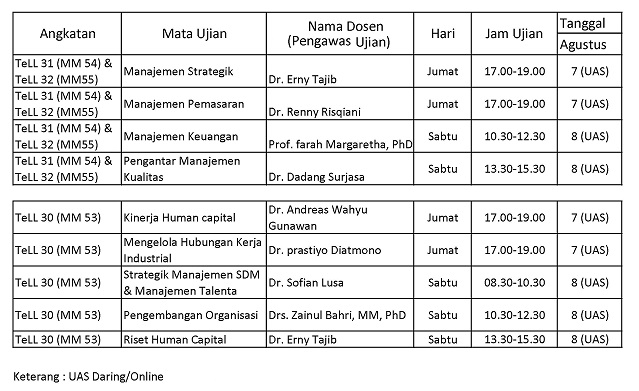 Angkatan Mata Ujian Nama Dosen (Pengawas Ujian) Hari Jam Ujian Tanggal
Agustus
TeLL 31 (MM 54) & TeLL 32 (MM55) Manajemen Strategik Dr. Erny Tajib Jumat 17.00-19.00 7 (UAS)
TeLL 31 (MM 54) & TeLL 32 (MM55) Manajemen Pemasaran Dr. Renny Risqiani Jumat 17.00-19.00 7 (UAS)
TeLL 31 (MM 54) & TeLL 32 (MM55) Manajemen Keuangan Prof. farah Margaretha, PhD Sabtu 10.30-12.30 8 (UAS)
TeLL 31 (MM 54) & TeLL 32 (MM55) Pengantar Manajemen Kualitas Dr. Dadang Surjasa Sabtu 13.30-15.30 8 (UAS)
TeLL 30 (MM 53) Kinerja Human capital Dr. Andreas Wahyu Gunawan Jumat 17.00-19.00 7 (UAS)
TeLL 30 (MM 53) Mengelola Hubungan Kerja Industrial Dr. prastiyo Diatmono Jumat 17.00-19.00 7 (UAS)
TeLL 30 (MM 53) Strategik Manajemen SDM & Manajemen Talenta Dr. Sofian Lusa Sabtu 08.30-10.30 8 (UAS)
TeLL 30 (MM 53) Pengembangan Organisasi Drs. Zainul Bahri, MM, PhD Sabtu 10.30-12.30 8 (UAS)
TeLL 30 (MM 53) Riset Human Capital Dr. Erny Tajib Sabtu 13.30-15.30 8 (UAS)
Keterang : UAS Daring/Online